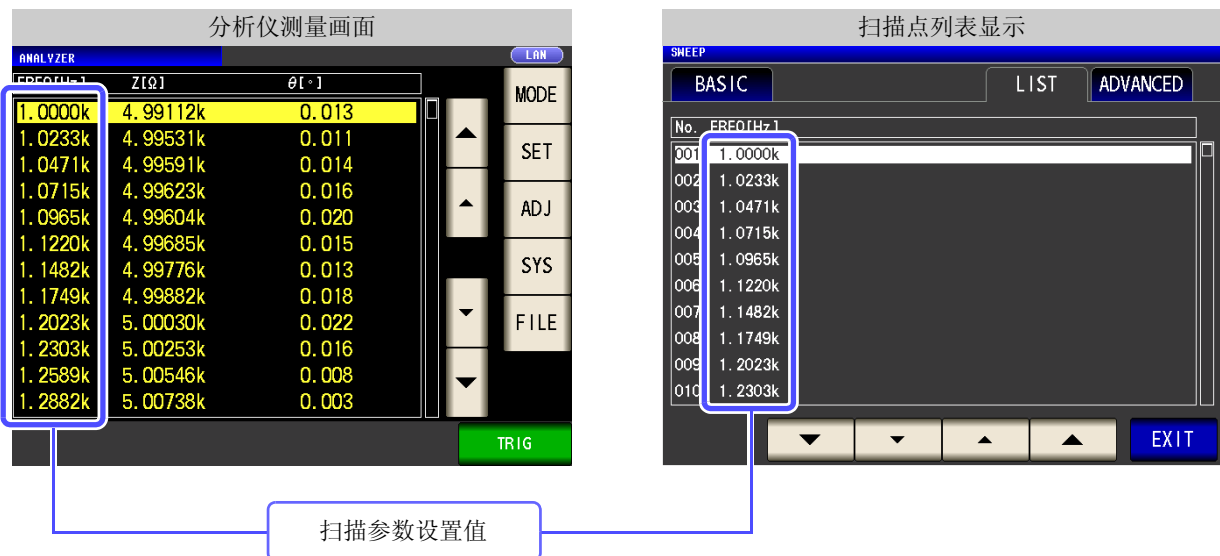 分析仪测量画面
ANALYZER LAN
FREQ[Hz] Z[Ω] θ[°]
1.0000k 4.99112k 0.013
1.0233k 4.99531k 0.011
1.0471k 4.99591k 0.014
1.0715k 4.99623k 0.016
1.0965k 4.99604k 0.020
1.1220k 4.99685k 0.015
1.1482k 4.99776k 0.013
1.1749k 4.99882k 0.018
1.2023k 5.00030k 0.022
1.2303k 5.00253k 0.016
1.2589k 5.00546k 0.008
1.2882k 5.00738k 0.003
MODE
SET
ADJ
SYS
FILE
TRIG
扫描点列表显示
SWEEP
BASIC LIST ADVANCED
No. FREQ[Hz]
001 1.0000k
002 1.0233k
003 1.0471k
004 1.0715k
005 1.0965k
006 1.1220k
007 1.1482k
008 1.1749k
009 1.2023k
010 1.2303k
EXIT
扫描参数设置值